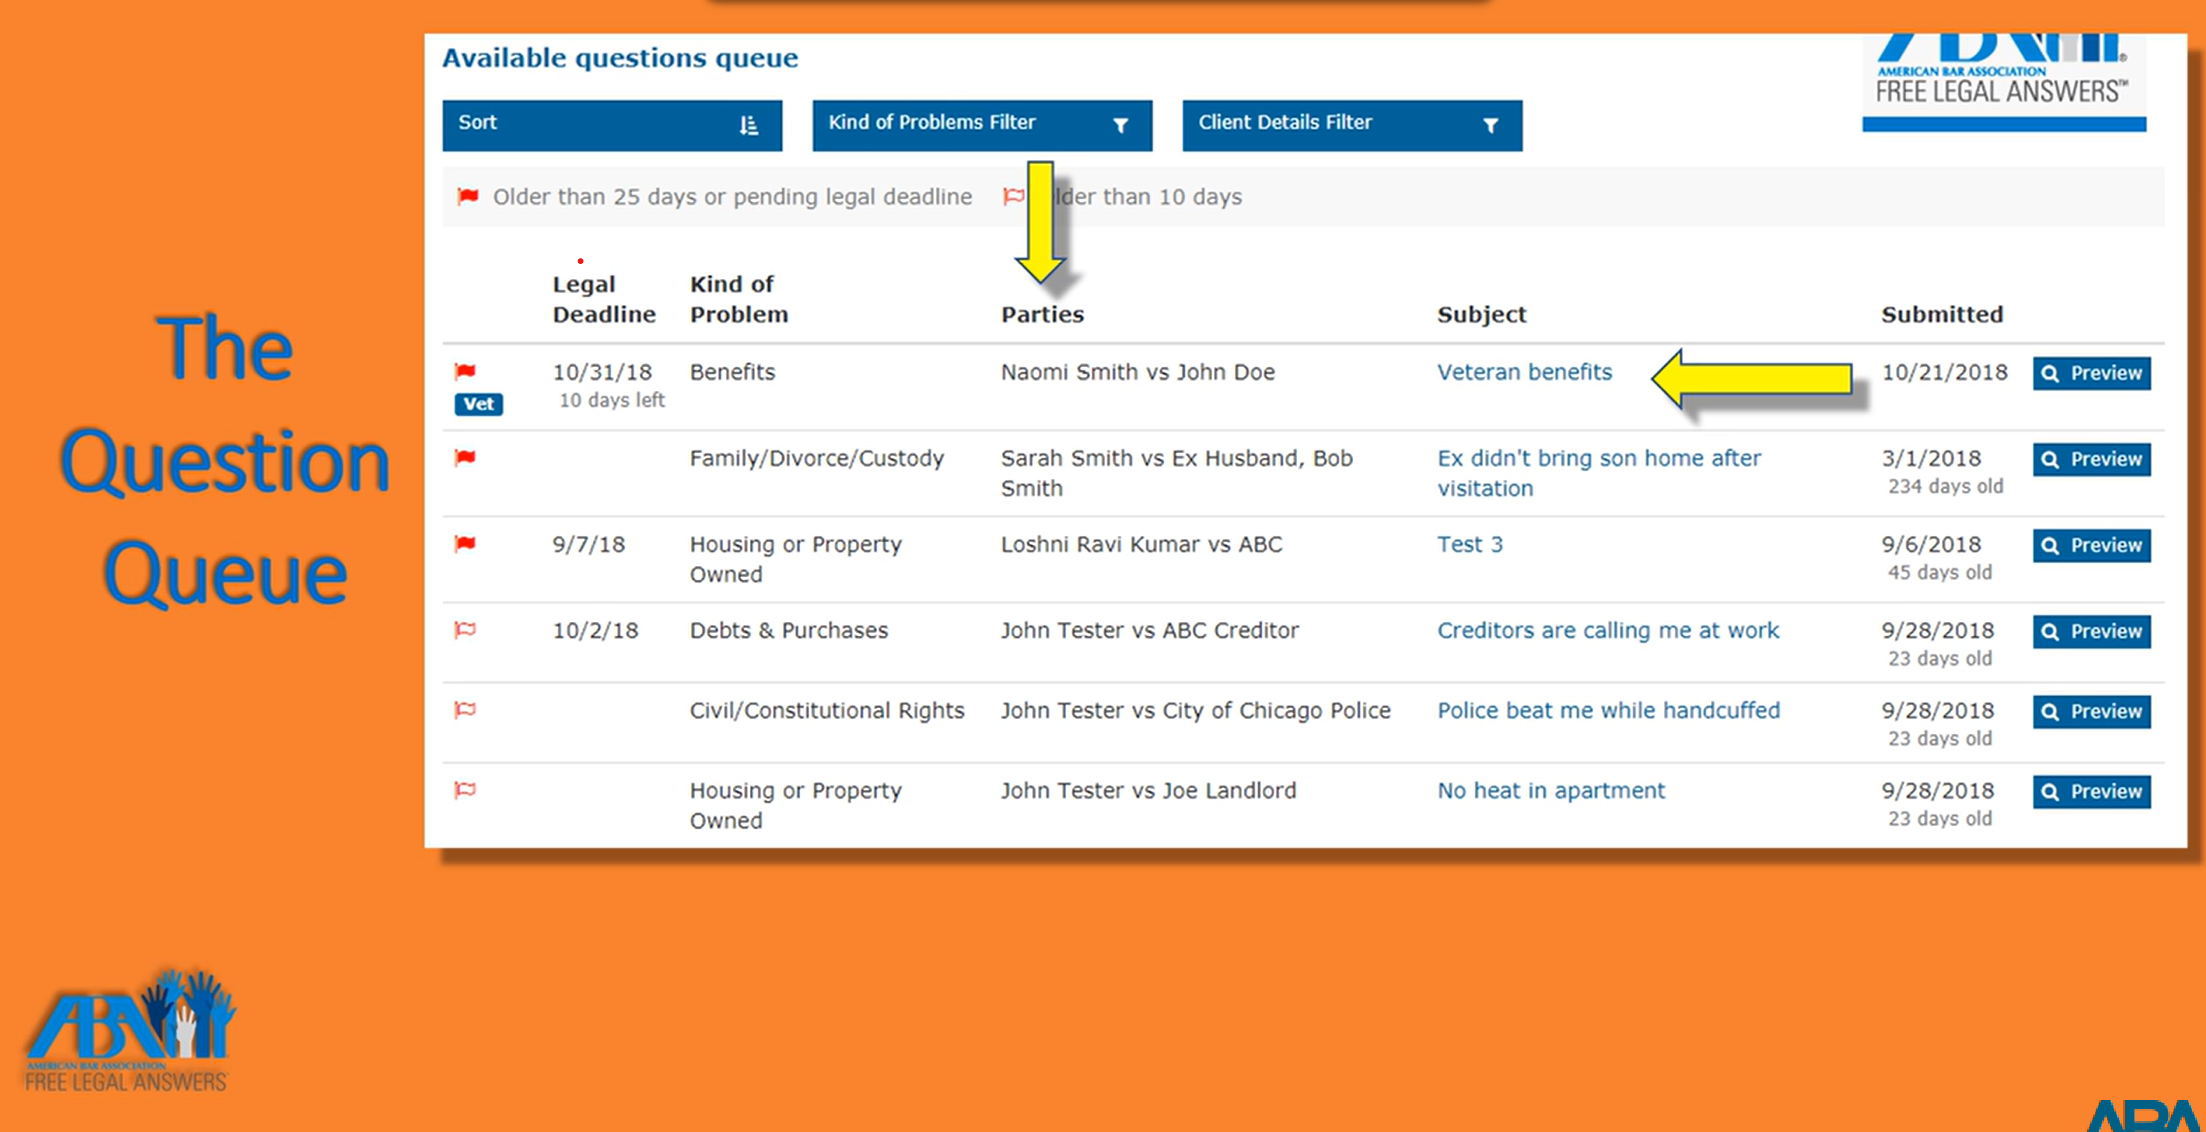 Available questions queue
AMERICAN BAR ASSOCIATION
FREE LEGAL ANSWERS™
Sort
Kind of Problems Filter
Client Details Filter
Older than 25 days or pending legal deadline
than 10 days
Legal Deadline Kind of Problem Parties Subject Submitted
10/31/18 Benefits Naomi Smith vs John Doe Veteran benefits 10/21/2018 Preview
Vet 10 days left
Family/Divorce/Custody Sarah Smith vs Ex Husband, Bob Ex didn't bring son home after 3/1/2018 Preview
Smith visitation 234 days old
9/7/18 Housing or Property Loshni Ravi Kumar vs ABC Test 3 9/6/2018 Preview
Owned 45 days old
10/2/18 Debts & Purchases John Tester vs ABC Creditor Creditors are calling me at work 9/28/2018 Preview
23 days old
Civil/Constitutional Rights John Tester vs City of Chicago Police Police beat me while handcuffed 9/28/2018 Preview
23 days old
Housing or Property John Tester vs Joe Landlord No heat in apartment 9/28/2018 Preview
Owned 23 days old
The
Question
Queue
ABA
AMERICAN BAR ASSOCIATION
FREE LEGAL ANSWERS